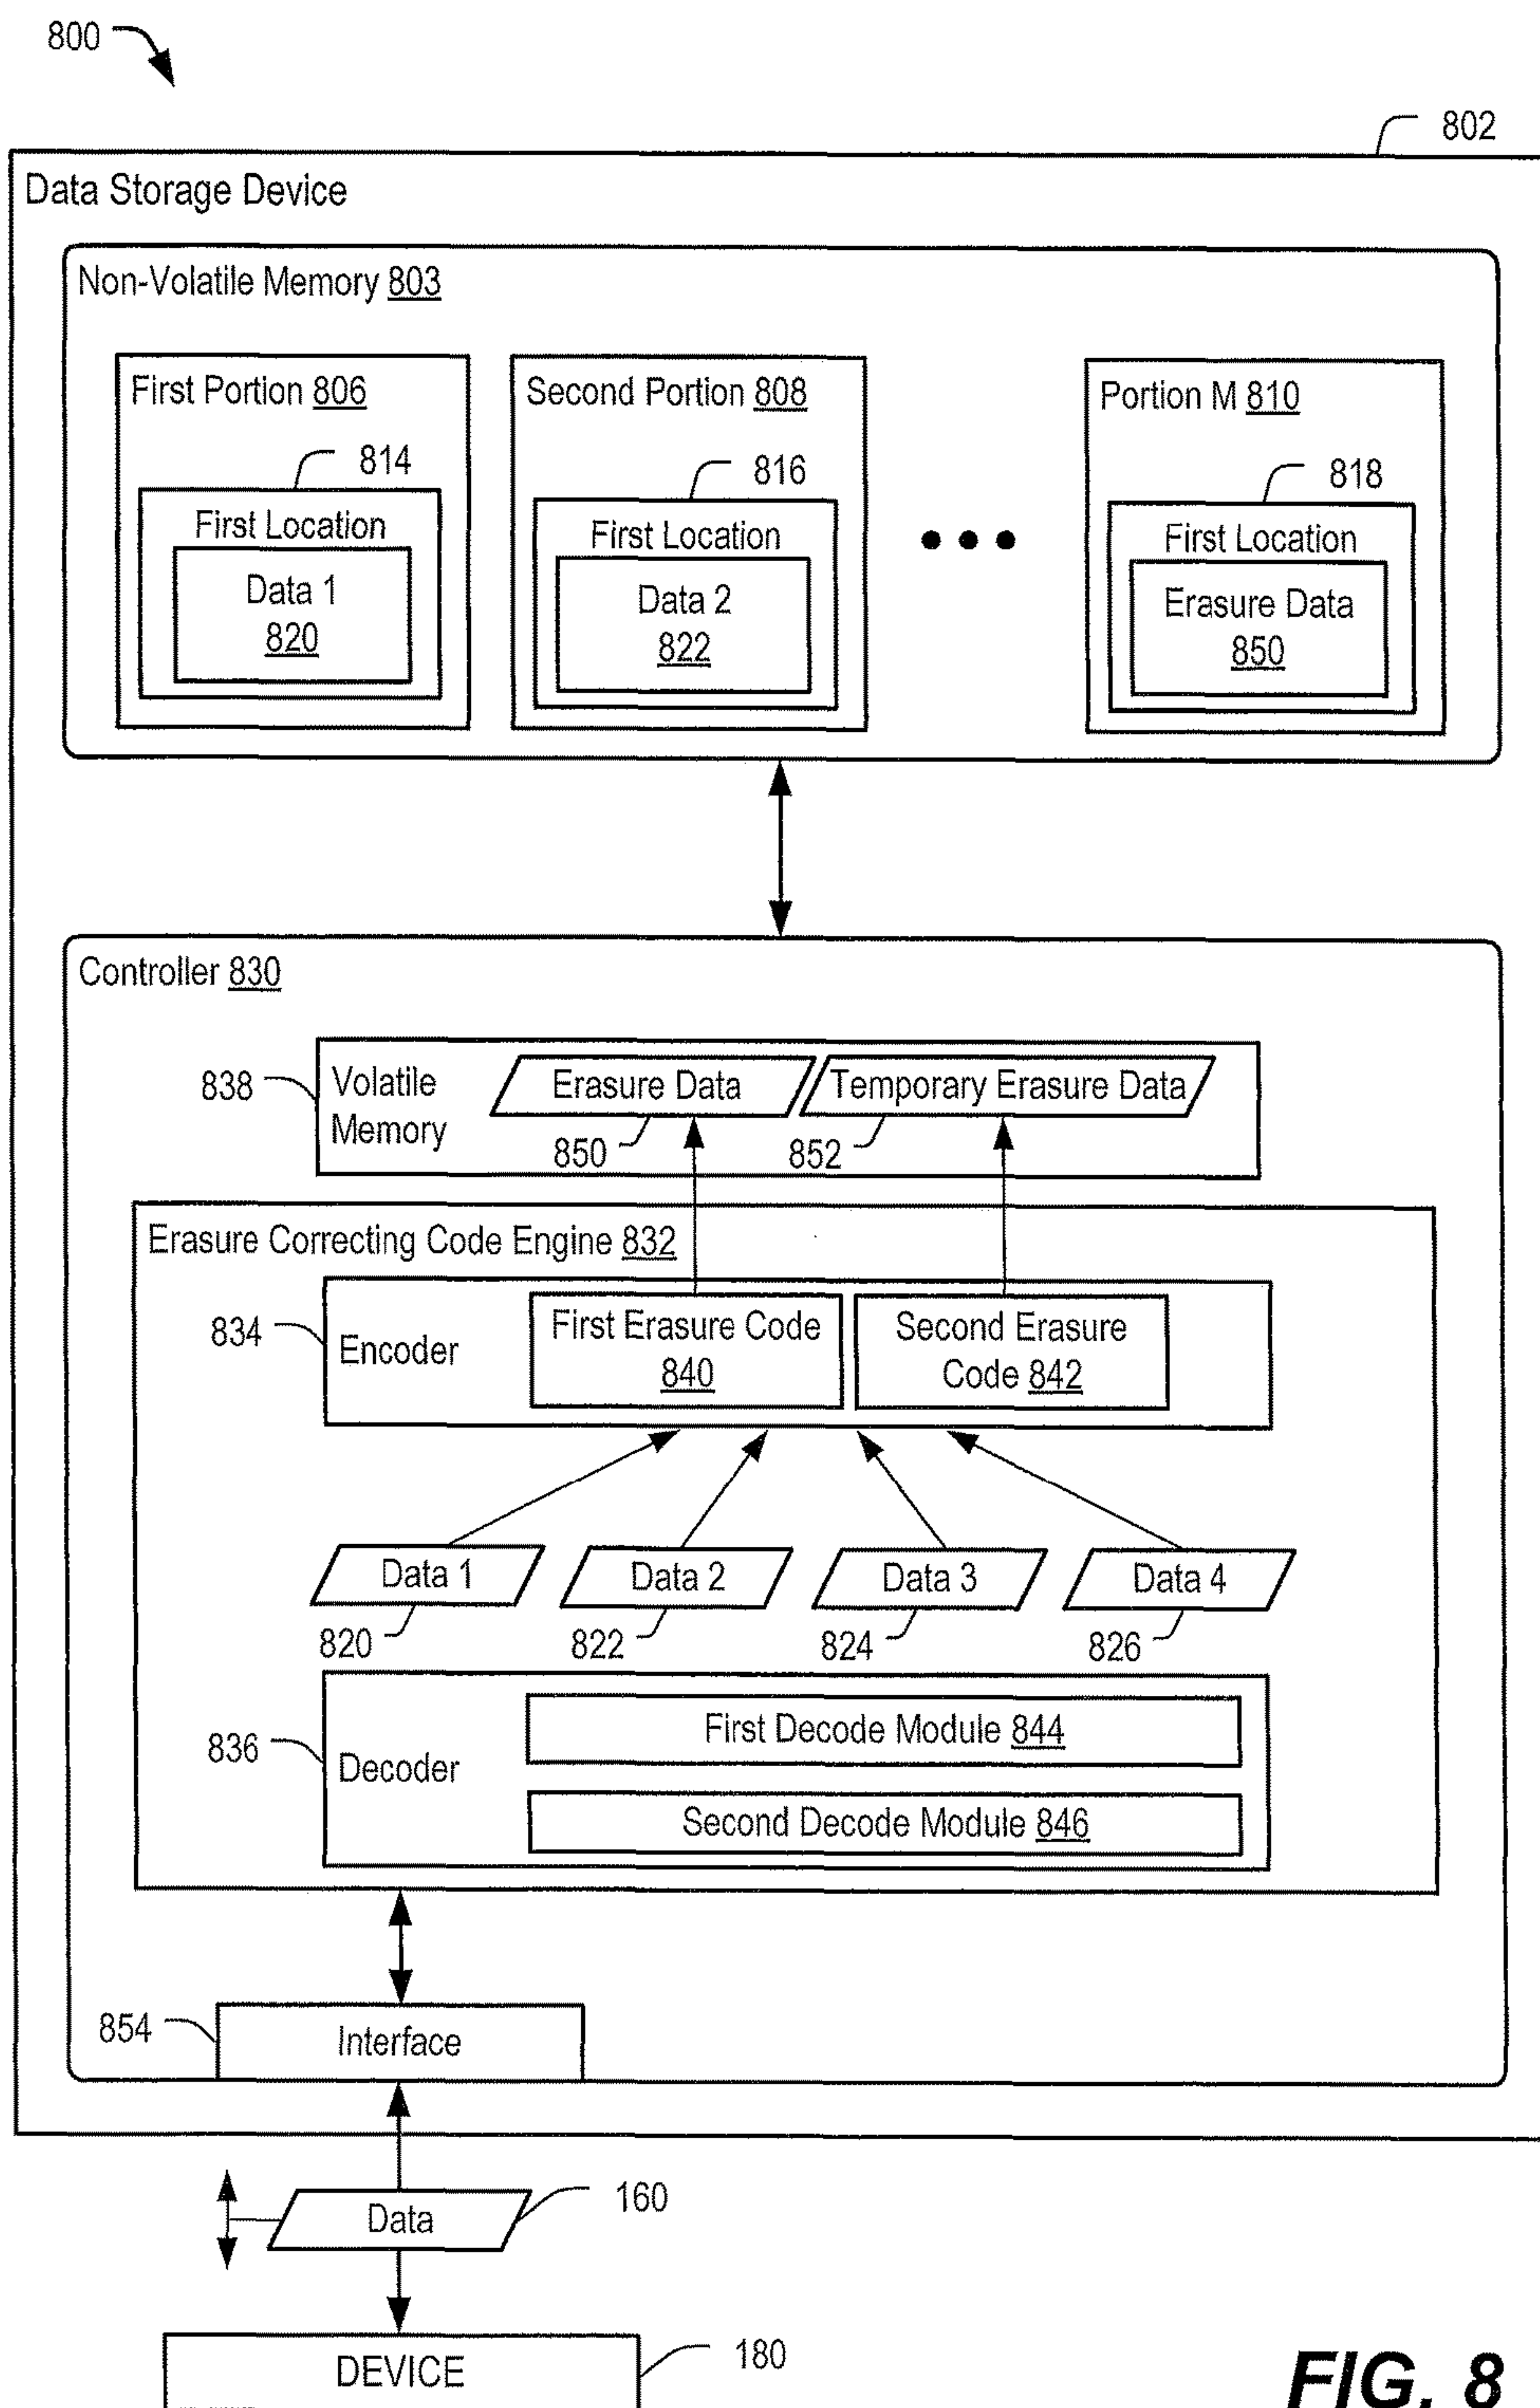 800
802
Data Storage Device
Non-Volatile Memory 803
First Portion 806
Second Portion 808
Portion M 810
814
816
818
First Location
First Location
First Location
Data 1
820
Data 2
822
Erasure Data
850
Controller 830
838
Volatile
Memory
Erasure Data
Temporary Erasure Data
850
852
Erasure Correcting Code Engine 832
834
Encoder
First Erasure Code
840
Second Erasure
Code 842
Data 1
Data 2
Data 3
Data 4
820
822
824
826
836
Decoder
First Decode Module 844
Second Decode Module 846
854
Interface
Data
160
DEVICE
180
FIG. 8